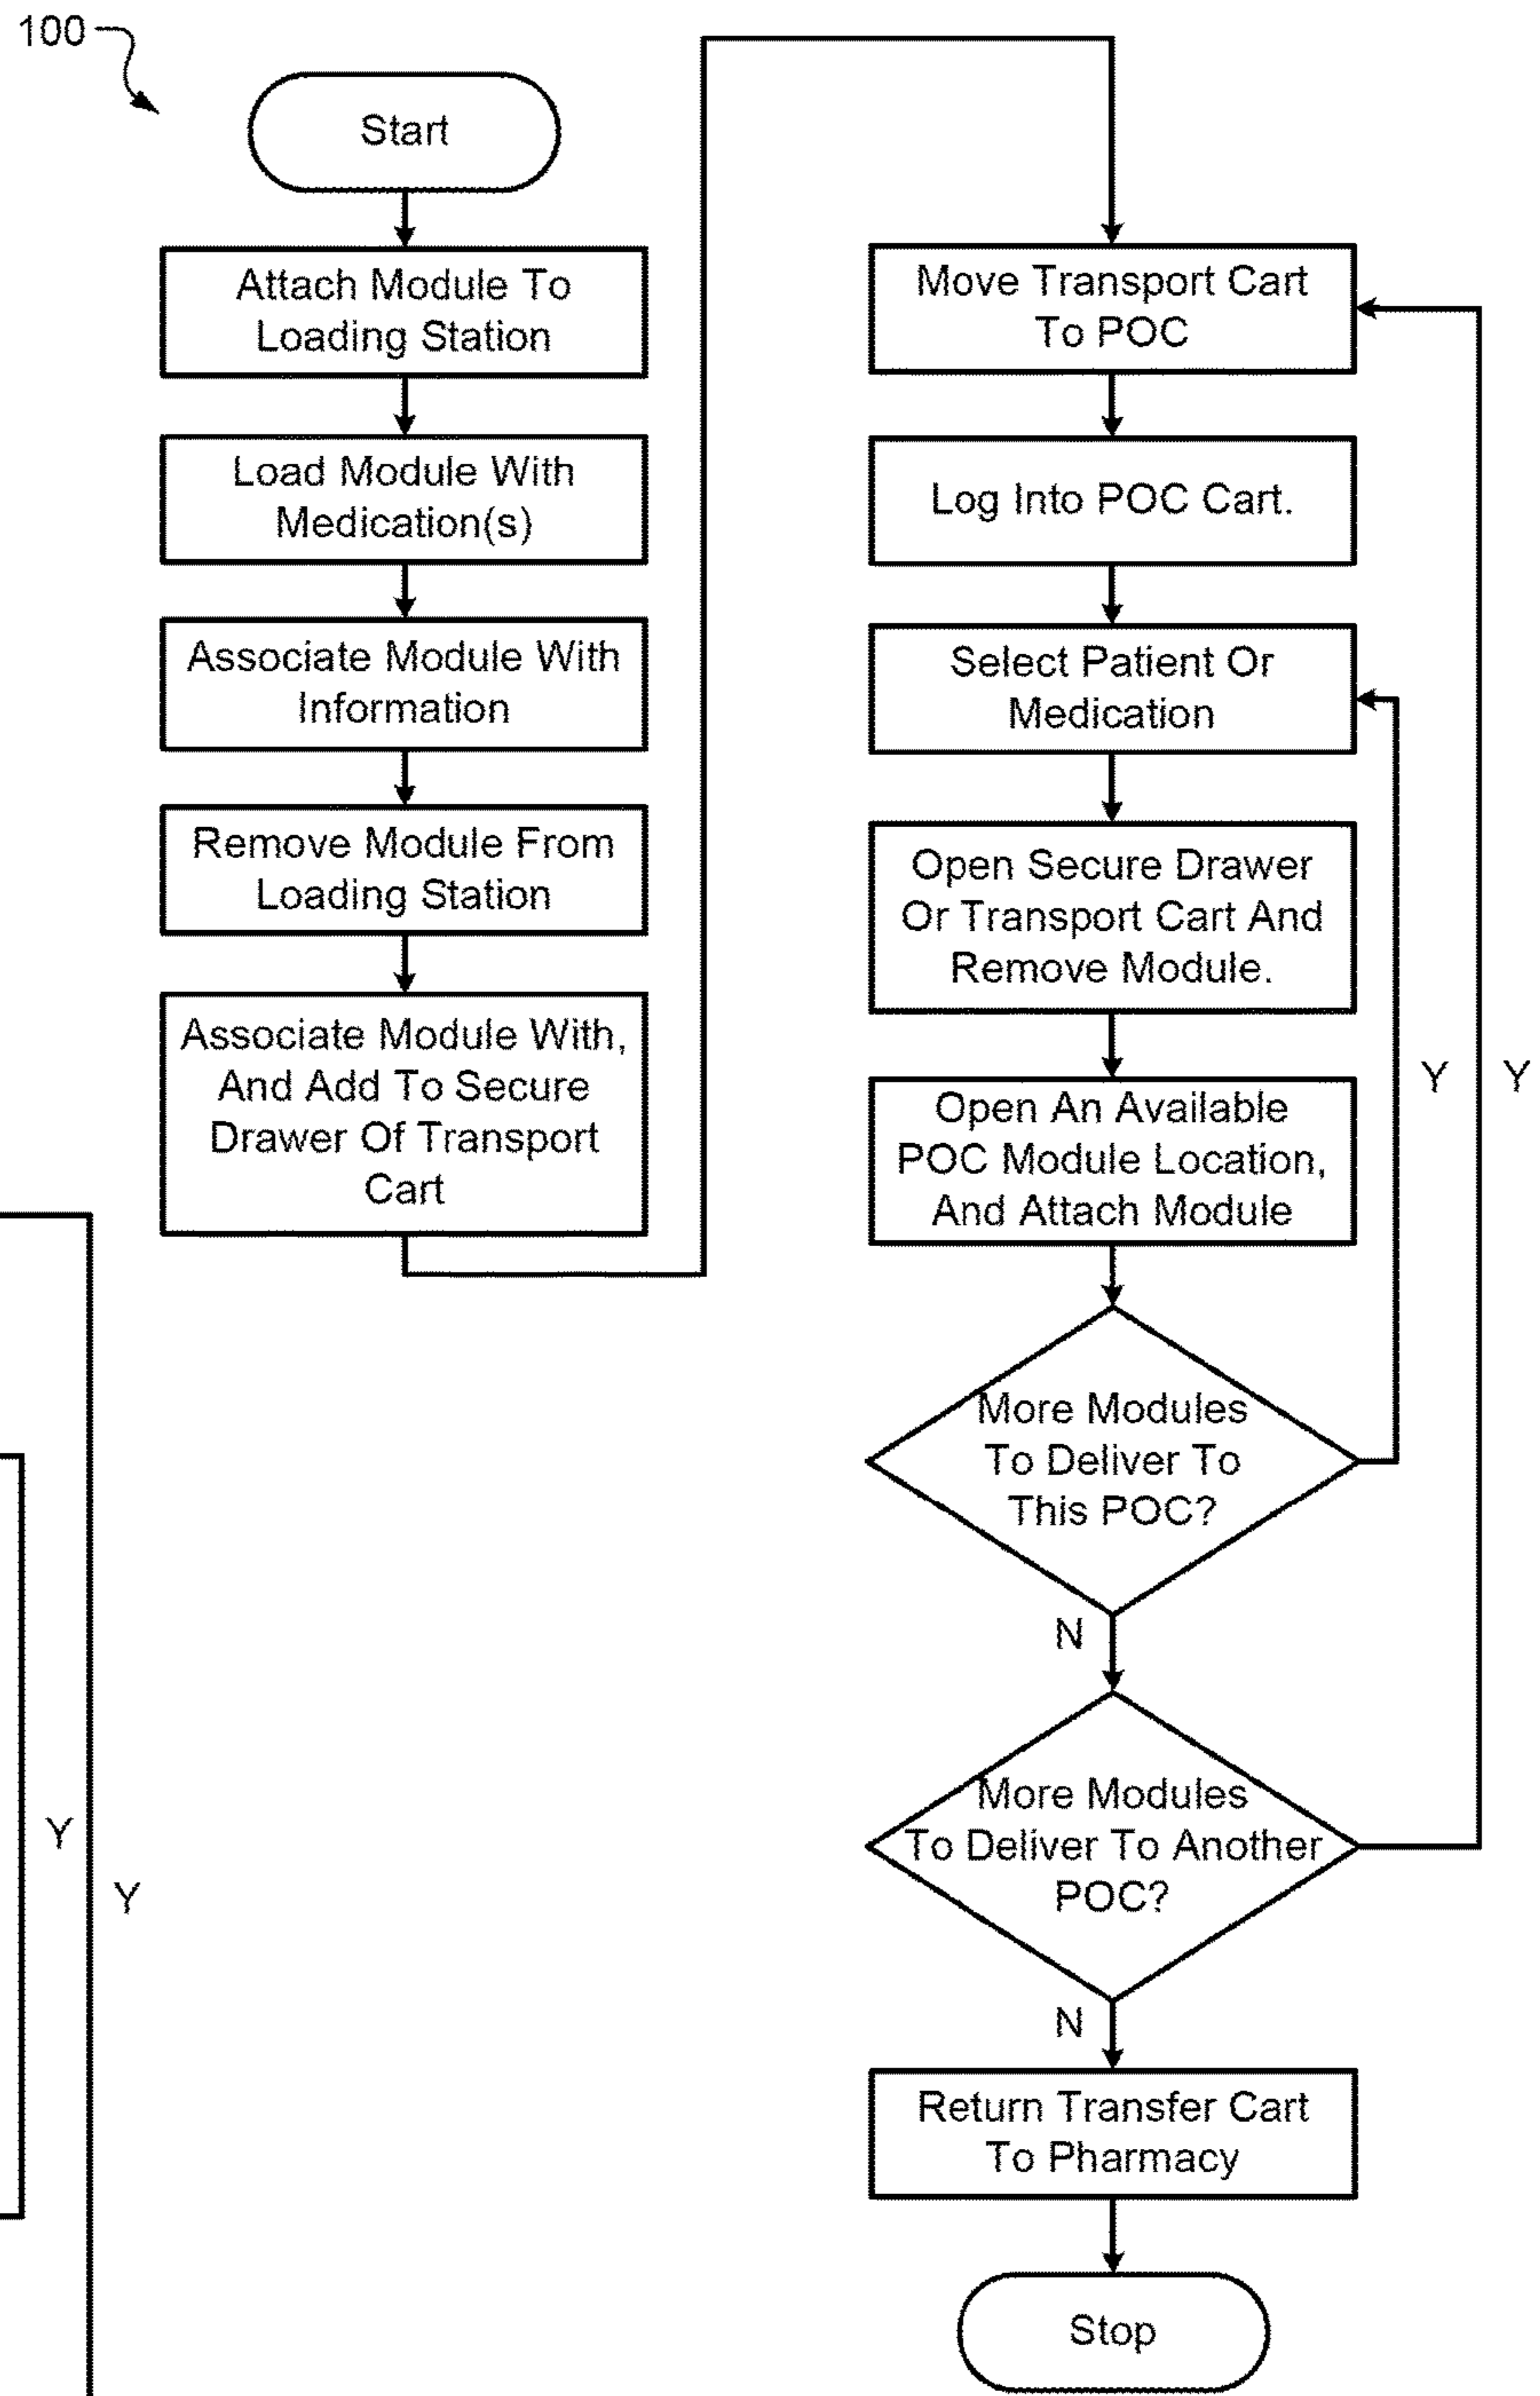 100
Start
Attach Module To
Loading Station
Load Module With
Medication(s)
Associate Module With
Information
Remove Module From
Loading Station
Associate Module With,
And Add To Secure
Drawer Of Transport
Cart
Move Transport Cart
To POC
Log Into POC Cart.
Select Patient Or
Medication
Open Secure Drawer
Or Transport Cart And
Remove Module.
Open An Available
POC Module Location,
And Attach Module
Y
Y
More Modules
To Deliver To
This POC?
N
More Modules
To Deliver To Another
POC?
N
Return Transfer Cart
To Pharmacy
Stop
Y
Y